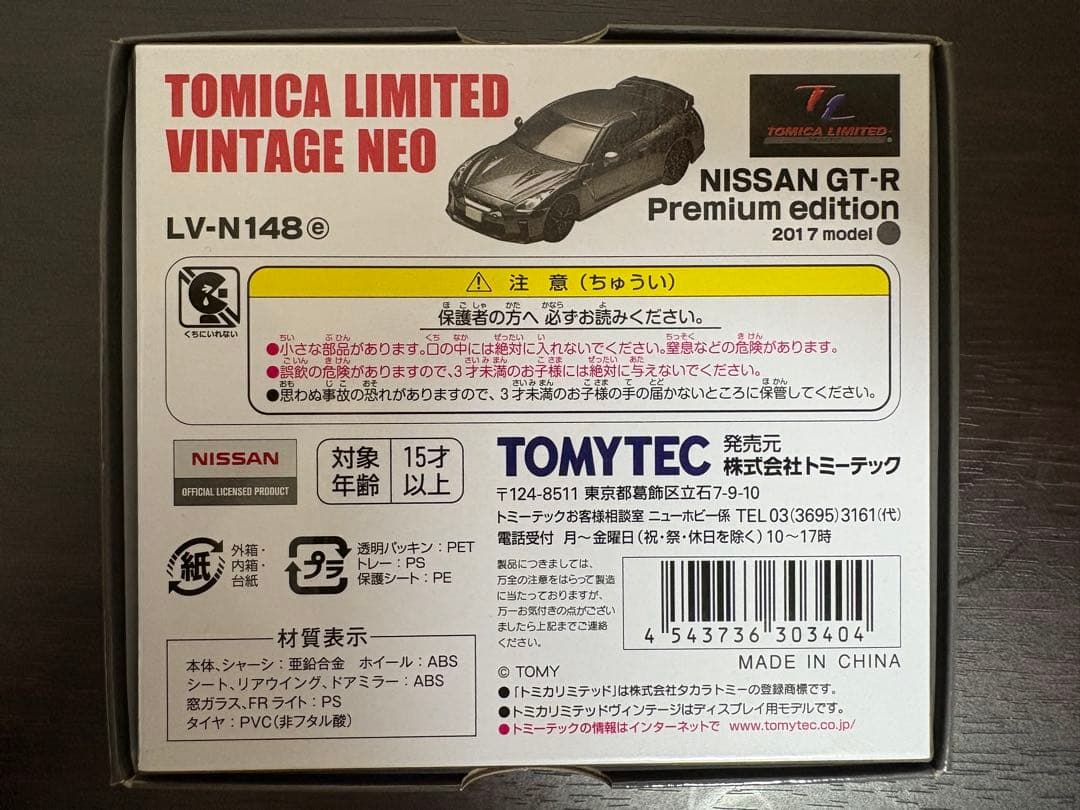 TOMICA LIMITED
VINTAGE NEO
LV-N148 ⓔ
TL
TOMICA LIMITED
NISSAN GT-R
Premium edition
2017 model
くちにいれない
⚠ 注 意（ちゅうい）
保護者の方へ 必ずお読みください。
●小さな部品があります。口の中には絶対に入れないでください。窒息などの危険があります。
●誤飲の危険がありますので、3才未満のお子様には絶対に与えないでください。
●思わぬ事故の恐れがありますので、3才未満のお子様の手の届かないところに保管してください。
NISSAN
OFFICIAL LICENSED PRODUCT
対象年齢 15才以上
TOMYTEC 発売元
株式会社トミーテック
〒124-8511 東京都葛飾区立石7-9-10
トミーテックお客様相談室 ニューホビー係 TEL 03(3695)3161(代)
電話受付 月～金曜日（祝・祭・休日を除く）10～17時
紙
外箱・
内箱・
台紙
プラ
透明パッキン：PET
トレー：PS
保護シート：PE
製品につきましては、
万全の注意をはらって製造
に当たっておりますが、
万一お気付きの点がござい
ましたら上記までご連絡
ください。
4 543736 303404
MADE IN CHINA
材質表示
本体、シャーシ：亜鉛合金 ホイール：ABS
シート、リアウイング、ドアミラー：ABS
窓ガラス、FRライト：PS
タイヤ：PVC（非フタル酸）
© TOMY
●「トミカリミテッド」は株式会社タカラトミーの登録商標です。
●トミカリミテッドヴィンテージはディスプレイ用モデルです。
●トミーテックの情報はインターネットで www.tomytec.co.jp/